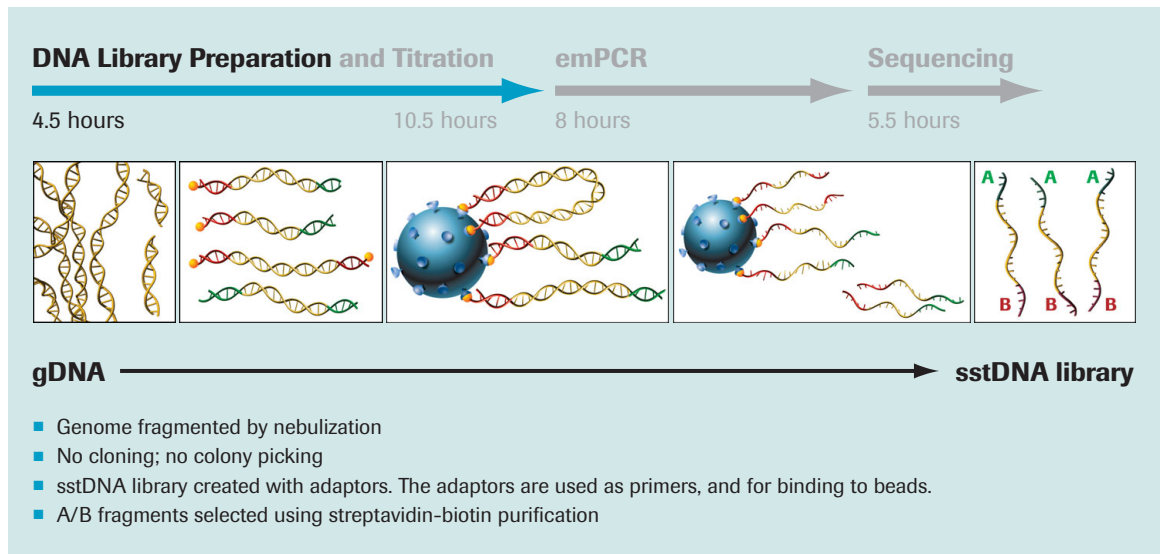 DNA Library Preparation and Titration emPCR Sequencing
4.5 hours 10.5 hours 8 hours 5.5 hours
A A A
B B B
gDNA sstDNA library
Genome fragmented by nebulization
No cloning; no colony picking
sstDNA library created with adaptors. The adaptors are used as primers, and for binding to beads.
A/B fragments selected using streptavidin-biotin purification